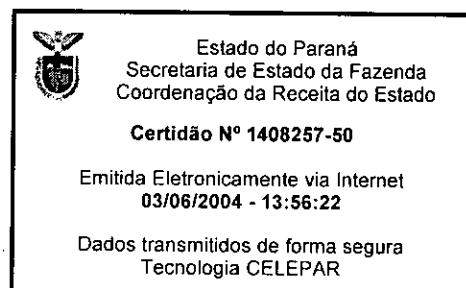 Estado do Paraná
Secretaria de Estado da Fazenda
Coordenação da Receita do Estado
Certidão Nº 1408257-50
Emitida Eletronicamente via Internet
03/06/2004 - 13:56:22
Dados transmitidos de forma segura
Tecnologia CELEPAR